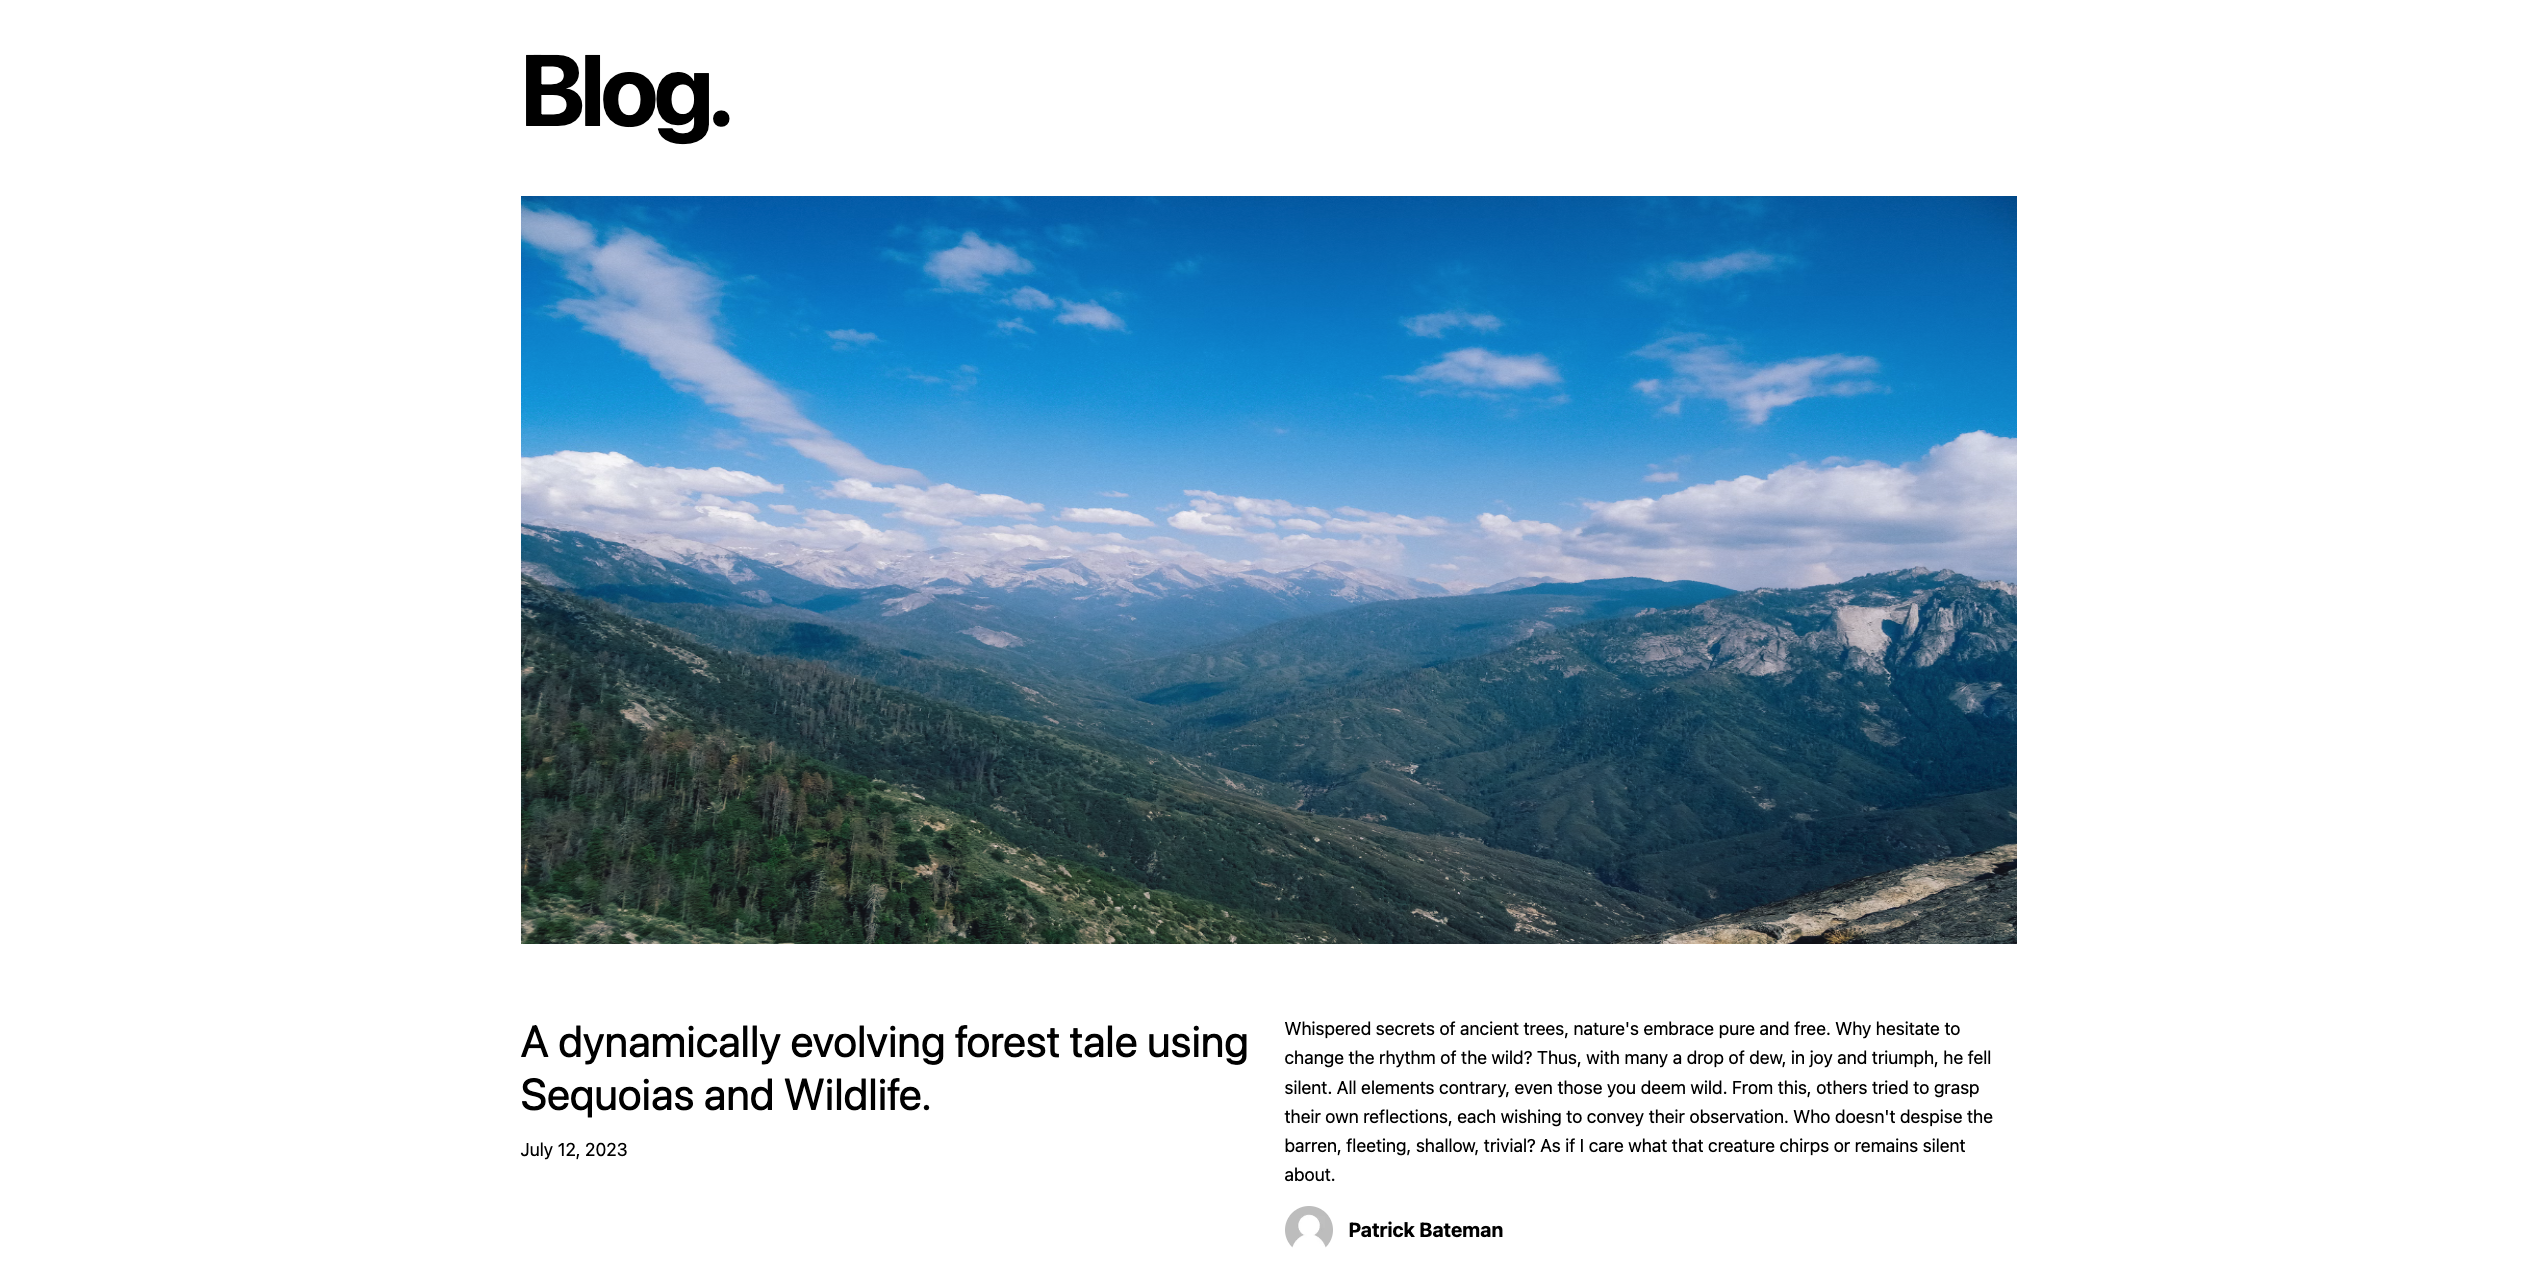 Blog.
A dynamically evolving forest tale using
Sequoias and Wildlife.
July 12, 2023
Whispered secrets of ancient trees, nature's embrace pure and free. Why hesitate to
change the rhythm of the wild? Thus, with many a drop of dew, in joy and triumph, he fell
silent. All elements contrary, even those you deem wild. From this, others tried to grasp
their own reflections, each wishing to convey their observation. Who doesn't despise the
barren, fleeting, shallow, trivial? As if I care what that creature chirps or remains silent
about.
Patrick Bateman